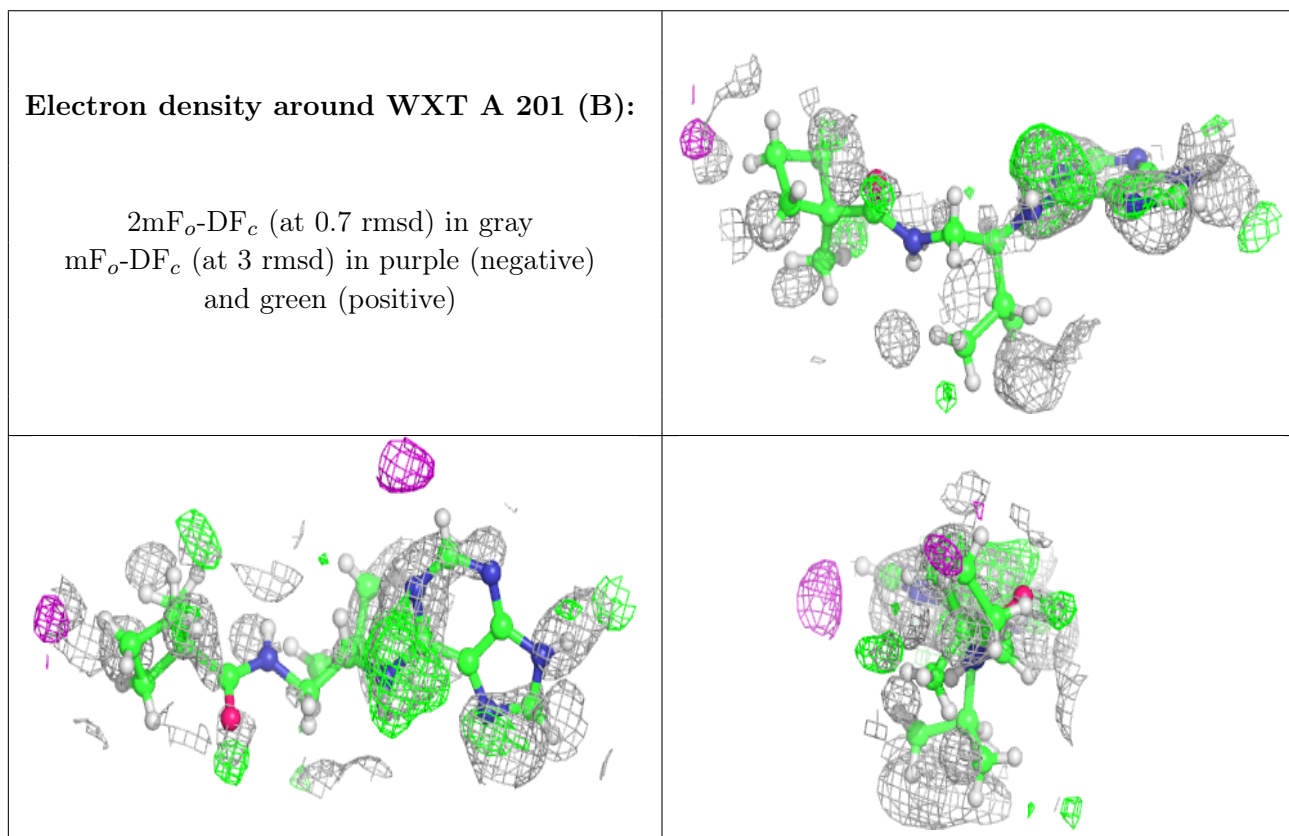 Electron density around WXT A 201 (B):
2mFo-DFc (at 0.7 rmsd) in gray
mFo-DFc (at 3 rmsd) in purple (negative)
and green (positive)